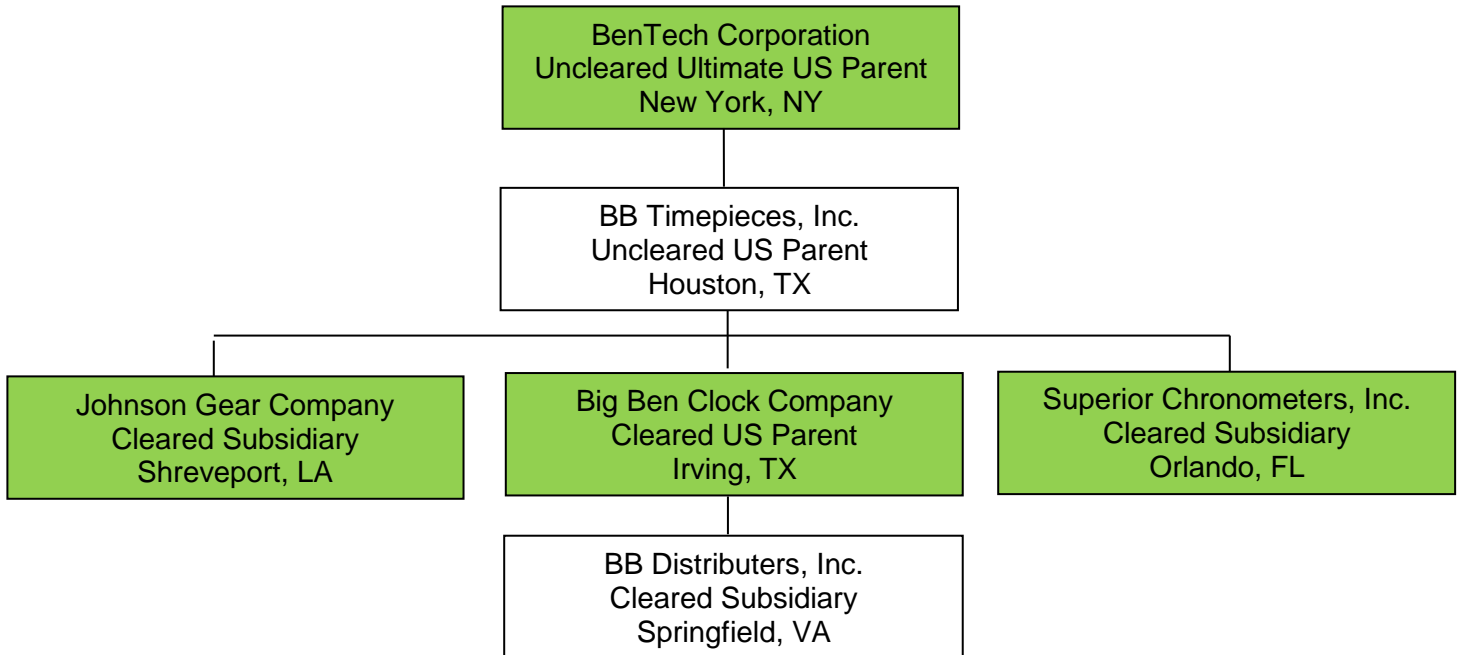 BenTech Corporation
Uncleared Ultimate US Parent
New York, NY
BB Timepieces, Inc.
Uncleared US Parent
Houston, TX
Johnson Gear Company
Cleared Subsidiary
Shreveport, LA
Big Ben Clock Company
Cleared US Parent
Irving, TX
Superior Chronometers, Inc.
Cleared Subsidiary
Orlando, FL
BB Distributers, Inc.
Cleared Subsidiary
Springfield, VA